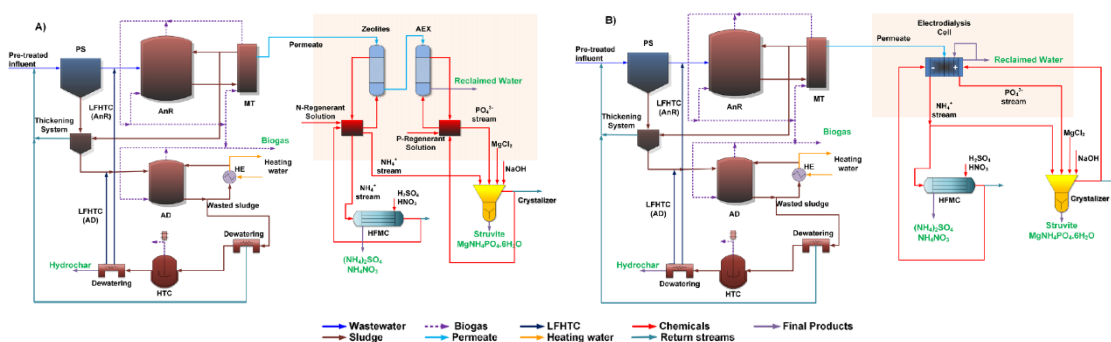 A)
Pre-treated
influent
PS
LFHTC
(AnR)
Thickening
System
AnR
MT
Permeate
Zeolites
AEX
Reclaimed Water
N-Regenerant
Solution
P-Regenerant
Solution
NH₄⁺
stream
NH₄⁺
stream
H₂SO₄
HNO₃
MgCl₂
NaOH
Crystalizer
Struvite
MgNH₄PO₄.6H₂O
HFMC
(NH₄)₂SO₄
NH₄NO₃
Biogas
Heating
water
HE
AD
Wasted sludge
LFHTC
(AD)
Dewatering
Hydrochar
Dewatering
HTC
B)
Pre-treated
influent
PS
LFHTC
(AnR)
Thickening
System
AnR
MT
Permeate
Electrodialysis
Cell
- +
Reclaimed Water
NH₄⁺
stream
PO₄³⁻
stream
MgCl₂
NaOH
H₂SO₄
HNO₃
Crystalizer
Struvite
MgNH₄PO₄.6H₂O
HFMC
(NH₄)₂SO₄
NH₄NO₃
Biogas
Heating
water
HE
AD
Wasted sludge
LFHTC
(AD)
Dewatering
Hydrochar
Dewatering
HTC
Wastewater Biogas LFHTC Chemicals Final Products
Sludge Permeate Heating water Return streams